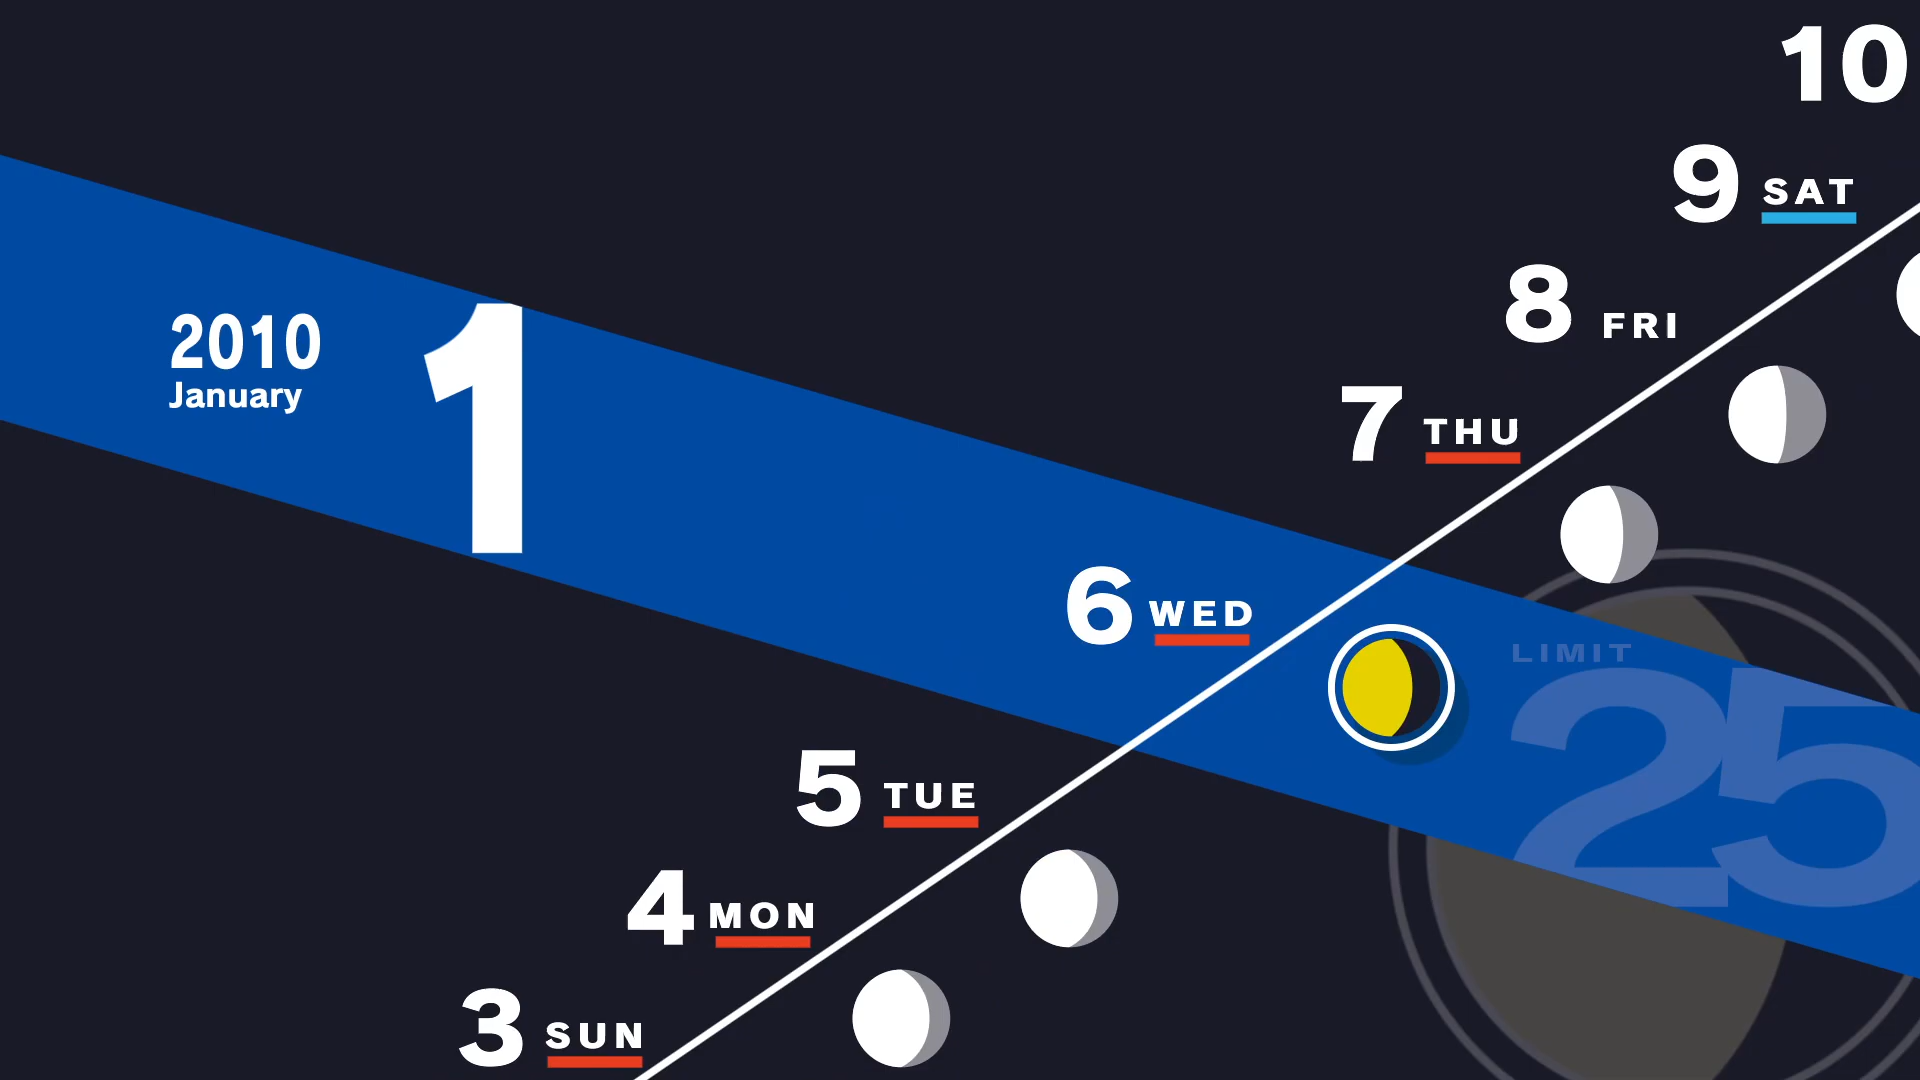 2010
January
1
3 SUN
4 MON
5 TUE
6 WED
7 THU
8 FRI
9 SAT
10
LIMIT
25